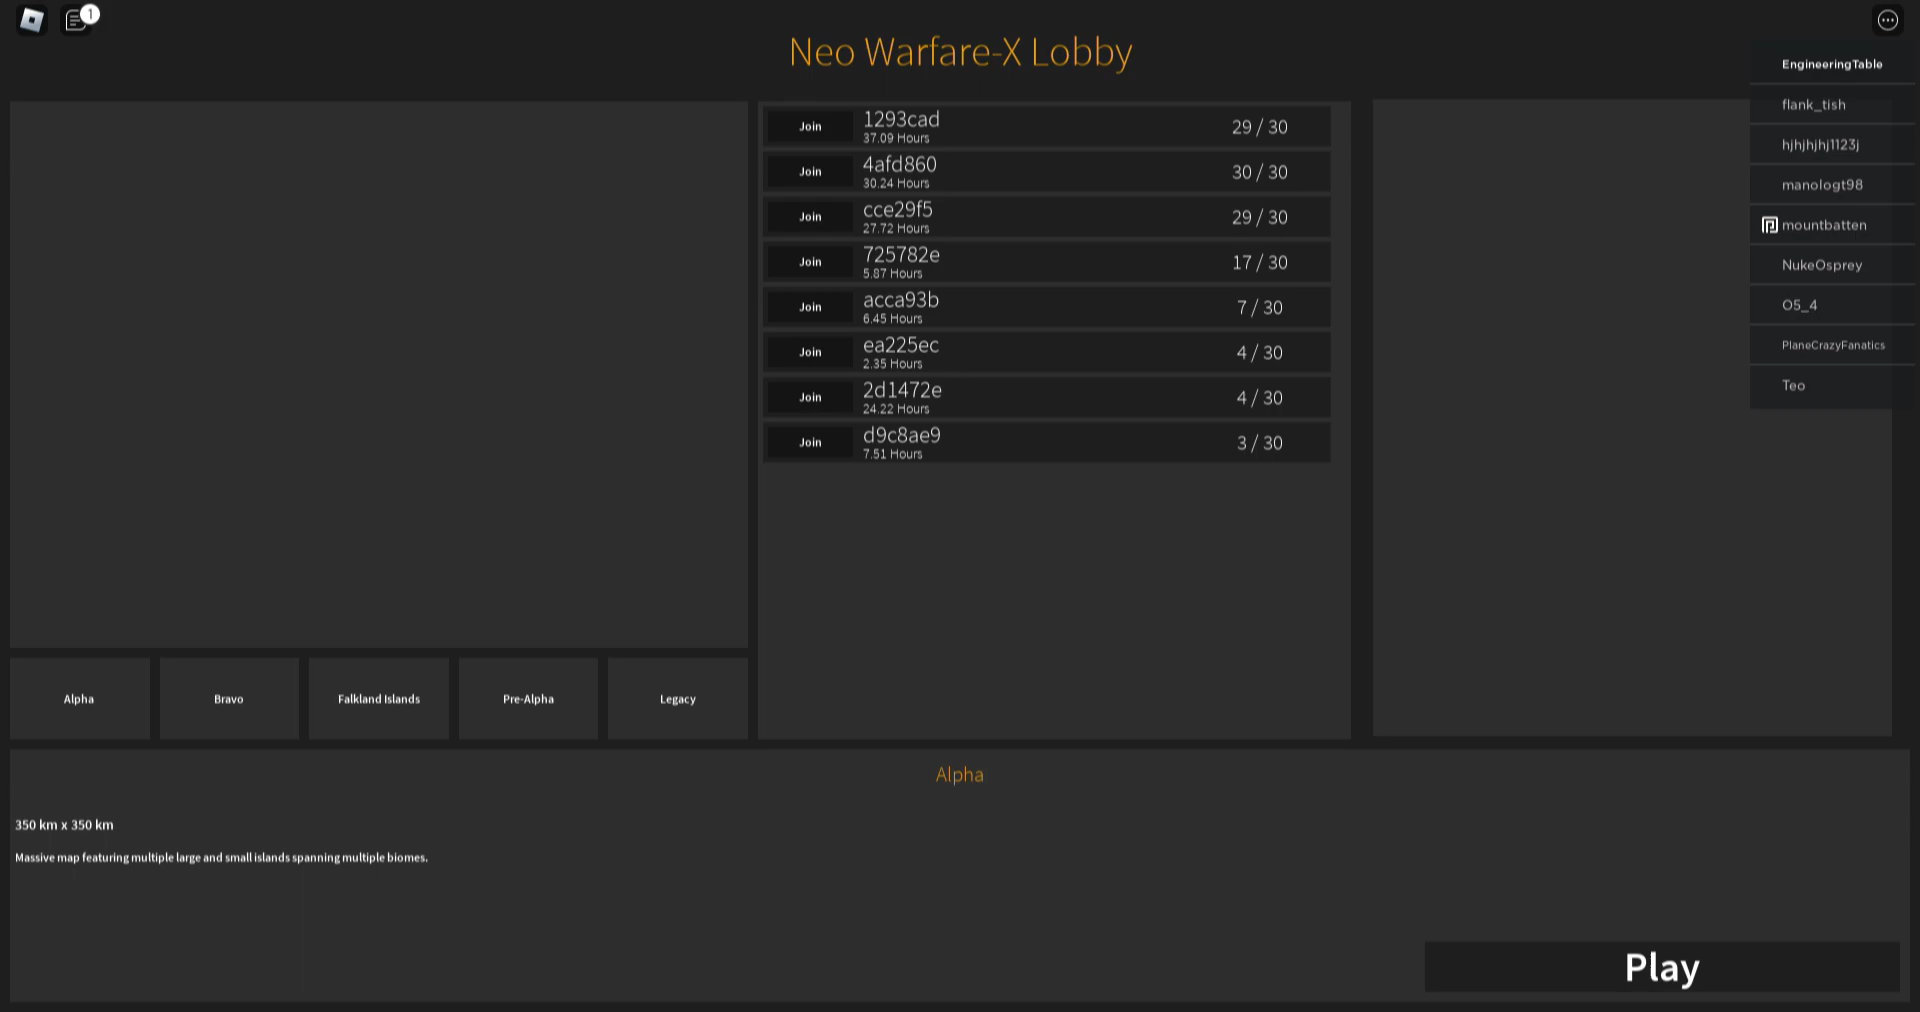 1
Neo Warfare-X Lobby
EngineeringTable
flank_tish
hjhjhjhj1123j
manologt98
mountbatten
NukeOsprey
O5_4
PlaneCrazyFanatics
Teo
Join 1293cad 29 / 30
37.09 Hours
Join 4afd860 30 / 30
30.24 Hours
Join cce29f5 29 / 30
27.72 Hours
Join 725782e 17 / 30
5.87 Hours
Join acca93b 7 / 30
6.45 Hours
Join ea225ec 4 / 30
2.35 Hours
Join 2d1472e 4 / 30
24.22 Hours
Join d9c8ae9 3 / 30
7.51 Hours
Alpha Bravo Falkland Islands Pre-Alpha Legacy
Alpha
350 km x 350 km
Massive map featuring multiple large and small islands spanning multiple biomes.
Play